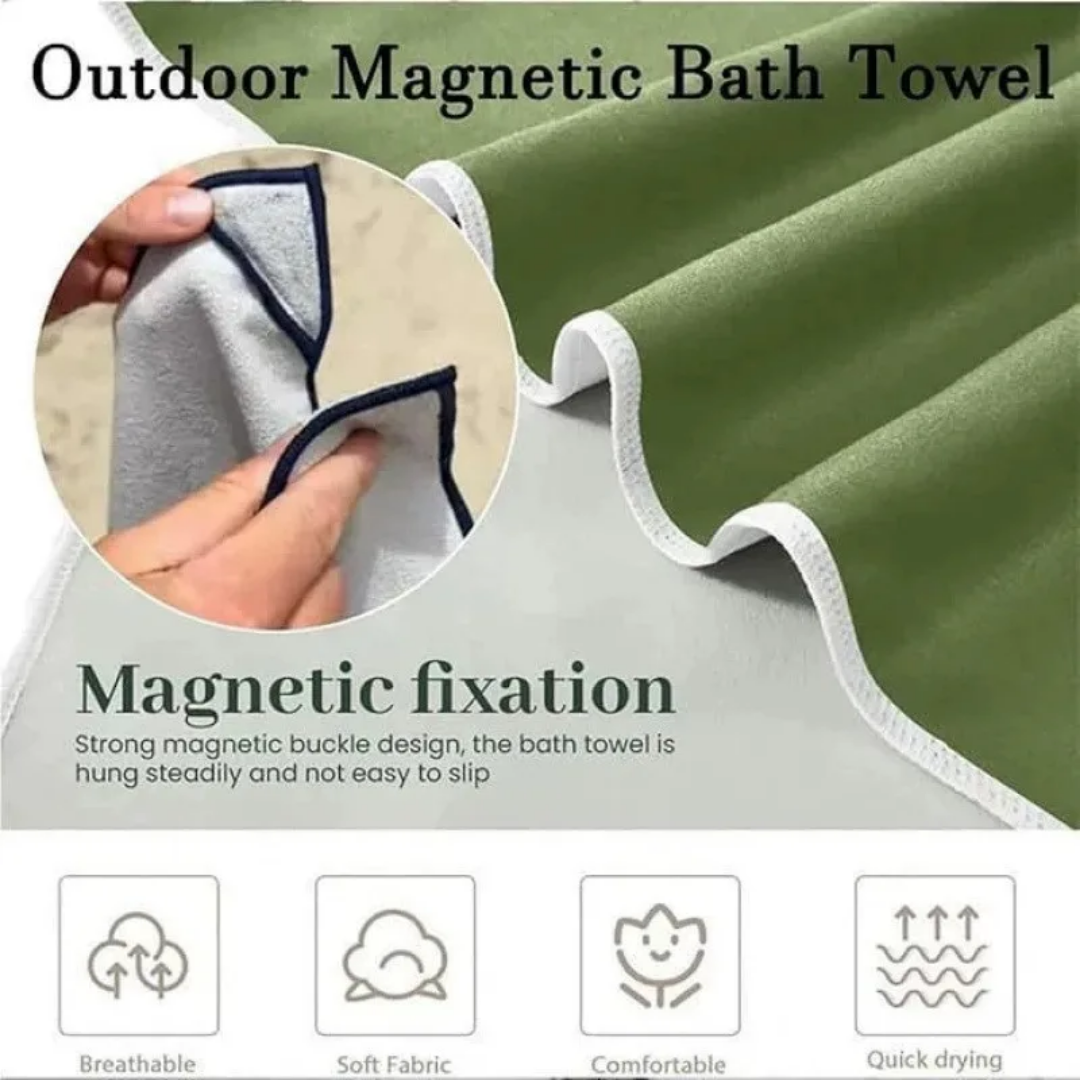 Outdoor Magnetic Bath Towel
Magnetic fixation
Strong magnetic buckle design, the bath towel is
hung steadily and not easy to slip
Breathable
Soft Fabric
Comfortable
Quick drying